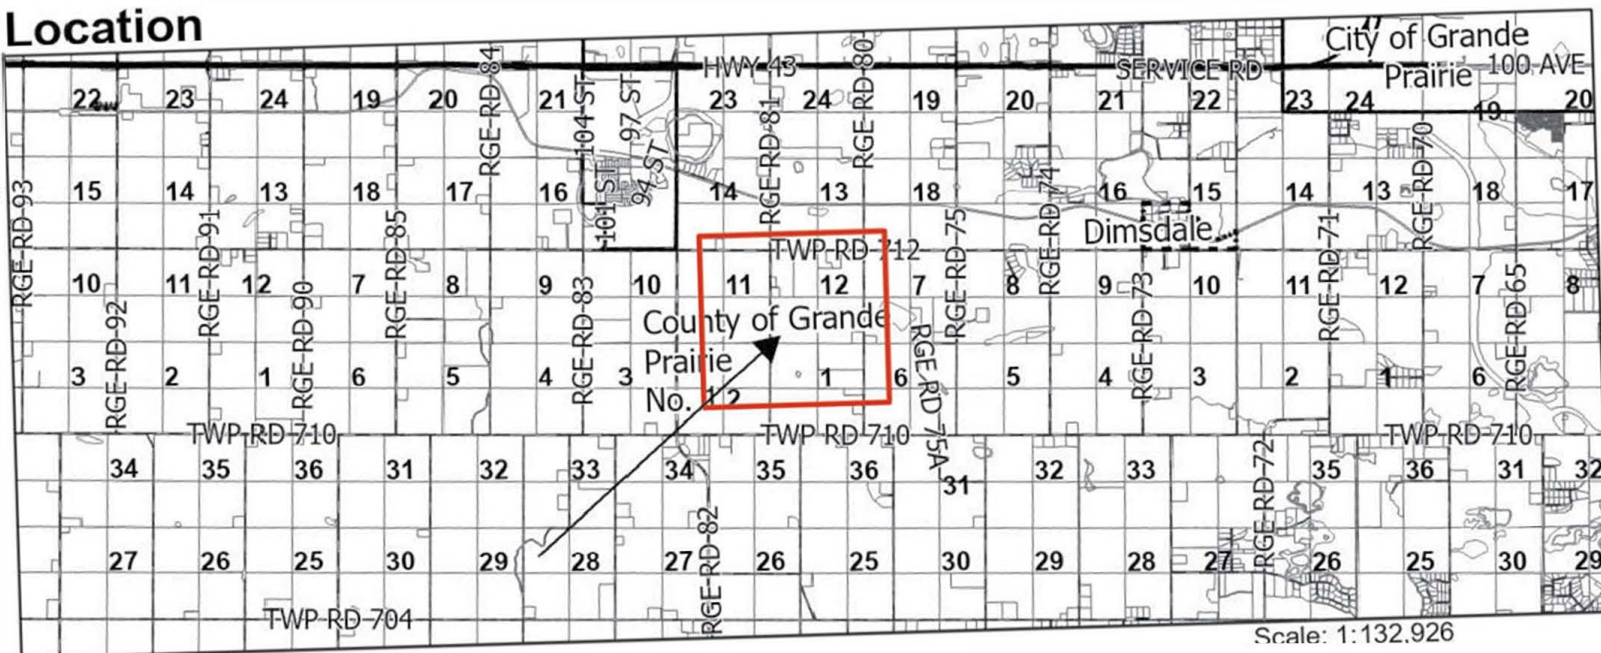 Location
City of Grande
Prairie
100 AVE
HWY 43
SERVICE RD
22 23 24 19 20 21 23 24 19 20 21 22 23 24 19 20
RGE-RD-84
104 ST
97 ST
RGE-RD-81
RGE-RD-80
RGE-RD-70
15 14 13 18 17 16 14 13 18 16 15 14 13 18 17
101 ST
94 ST
RGE-RD-93
RGE-RD-91
RGE-RD-85
RGE-RD-75
RGE-RD-74
RGE-RD-71
Dimsdale
TWP-RD-712
10 11 12 7 8 9 10 11 12 7 8 9 10 11 12 7 8
RGE-RD-92
RGE-RD-90
RGE-RD-83
RGE-RD-73
RGE-RD-65
County of Grande
Prairie
No. 1
RGE RD 75A
3 2 1 6 5 4 3 2 1 6 5 4 3 2 1 6
TWP-RD 710
TWP-RD 710
TWP-RD 710
34 35 36 31 32 33 34 35 36 31 32 33 35 36 31 32
RGE-RD-82
RGE-RD-72
27 26 25 30 29 28 27 26 25 30 29 28 27 26 25 30 29
TWP RD 704
Scale: 1:132,926